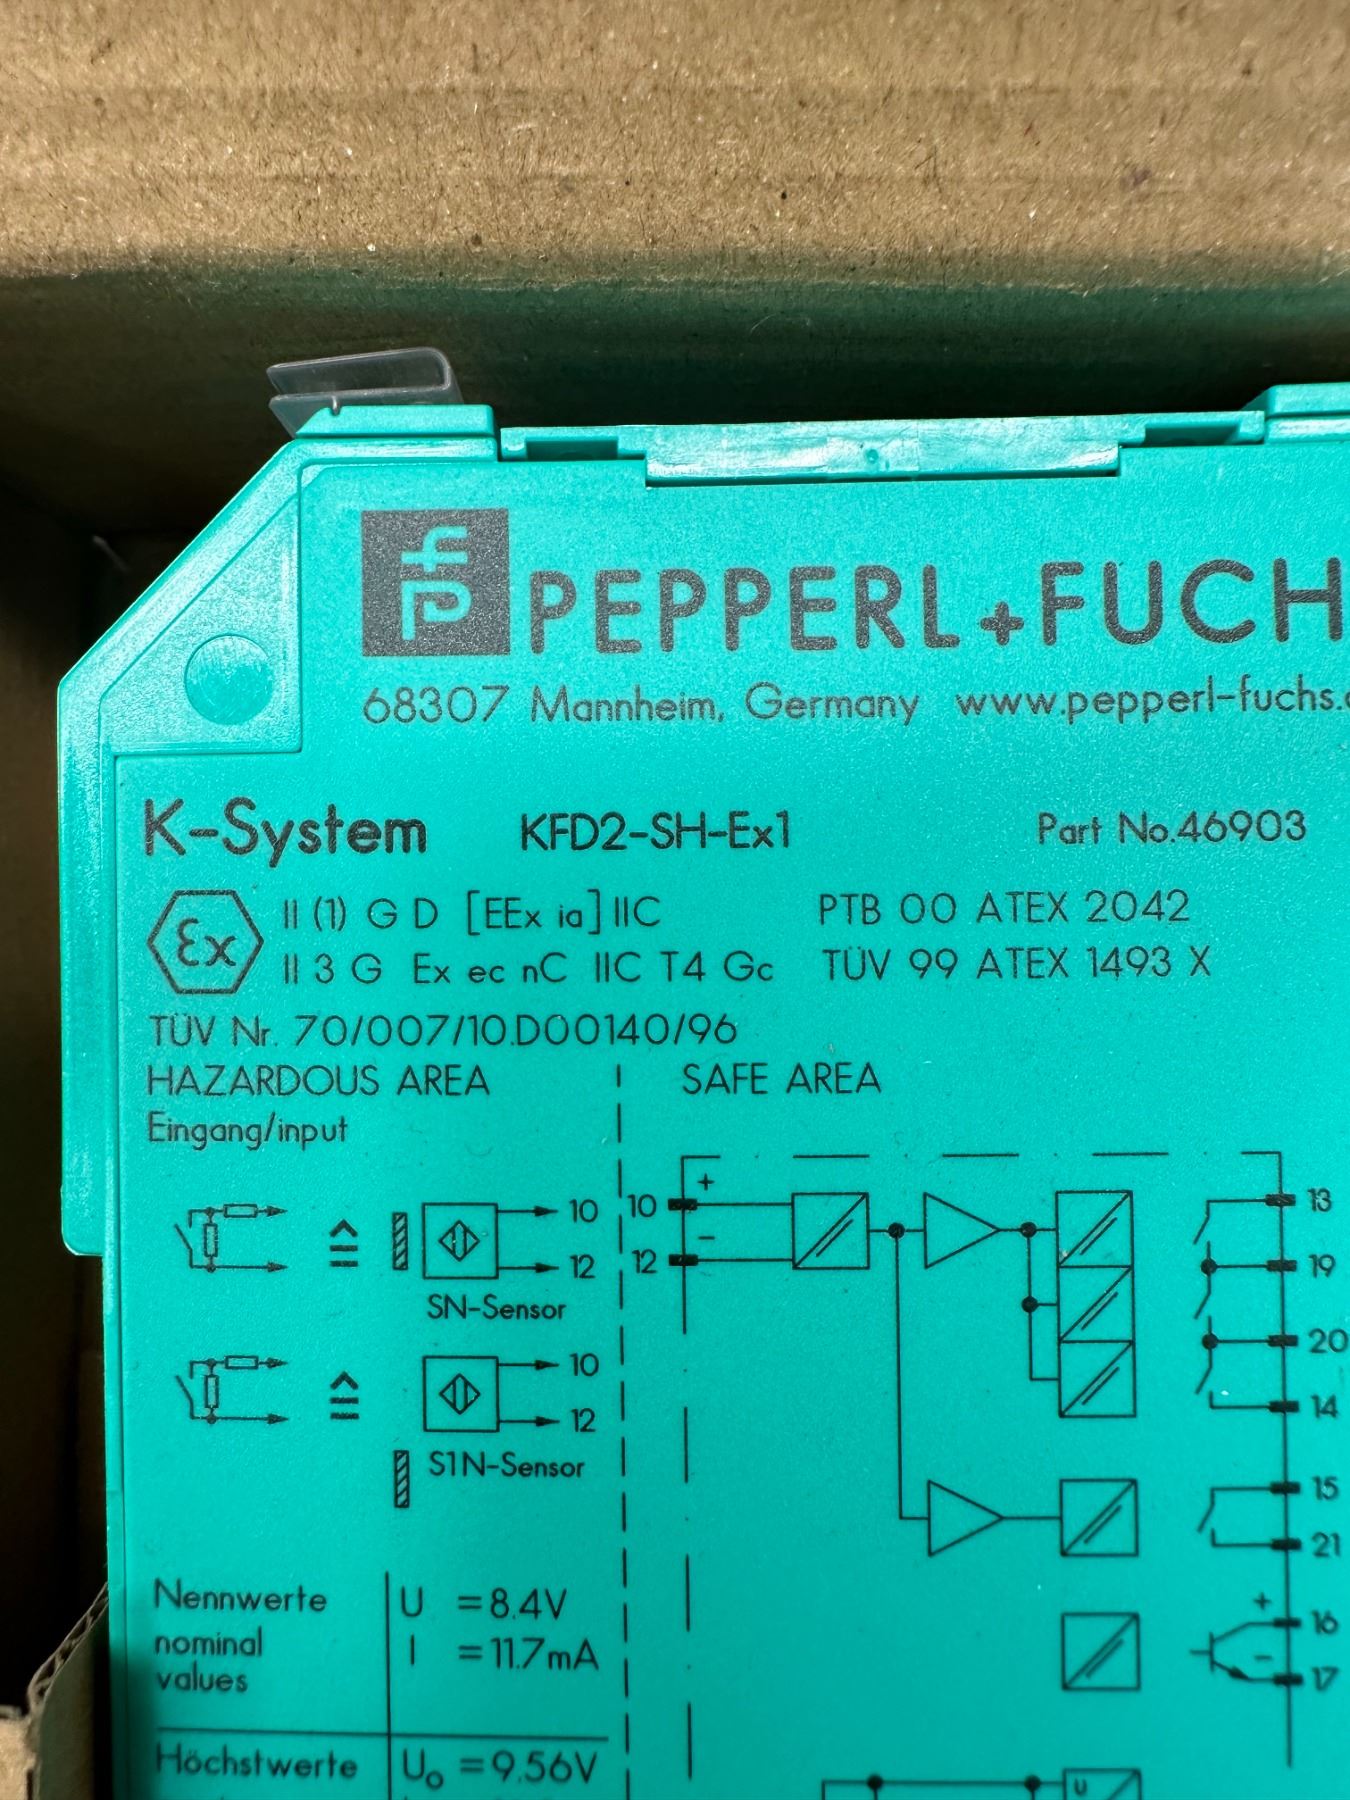 PEPPERL+FUCH
68307 Mannheim, Germany www.pepperl-fuchs.
K-System KFD2-SH-Ex1 Part No.46903
Ex II (1) G D [EEx ia] IIC PTB 00 ATEX 2042
II 3 G Ex ec nC IIC T4 Gc TÜV 99 ATEX 1493 X
TÜV Nr. 70/007/10.D00140/96
HAZARDOUS AREA SAFE AREA
Eingang/input
10 10 + 13
12 12 - 19
SN-Sensor
20
10
14
12
S1N-Sensor
15
21
Nennwerte U =8.4V + 16
nominal I =11.7mA - 17
values
Höchstwerte Uo =9.56V
U